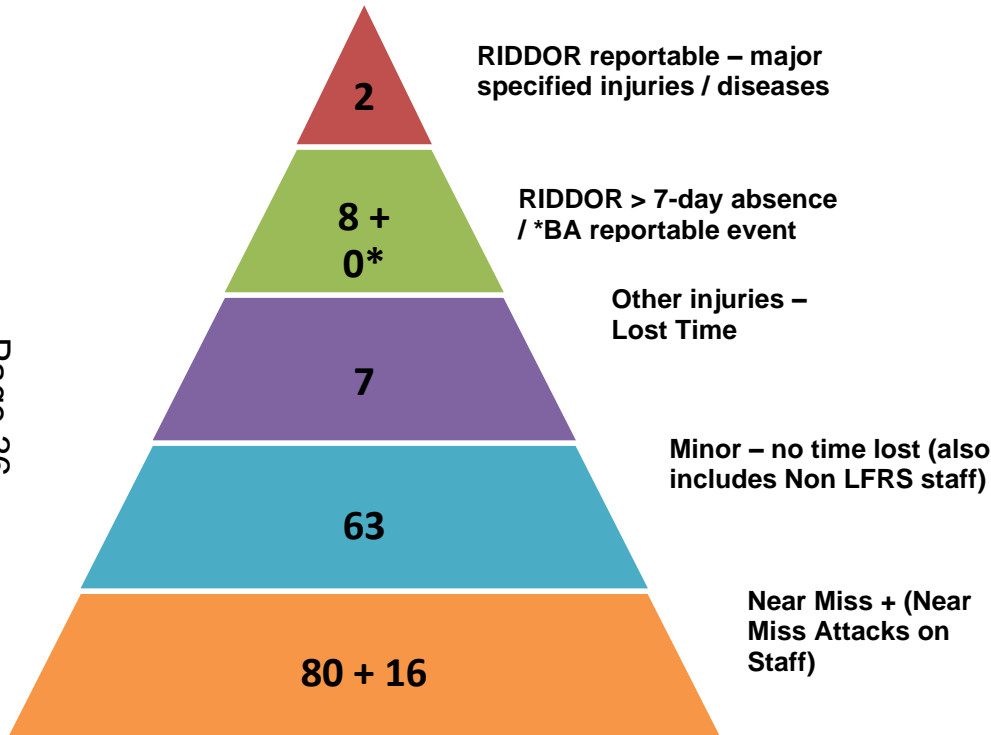 2
RIDDOR reportable – major
specified injuries / diseases
8 +
0*
RIDDOR > 7-day absence
/ *BA reportable event
7
Other injuries –
Lost Time
63
Minor – no time lost (also
includes Non LFRS staff)
80 + 16
Near Miss + (Near
Miss Attacks on
Staff)